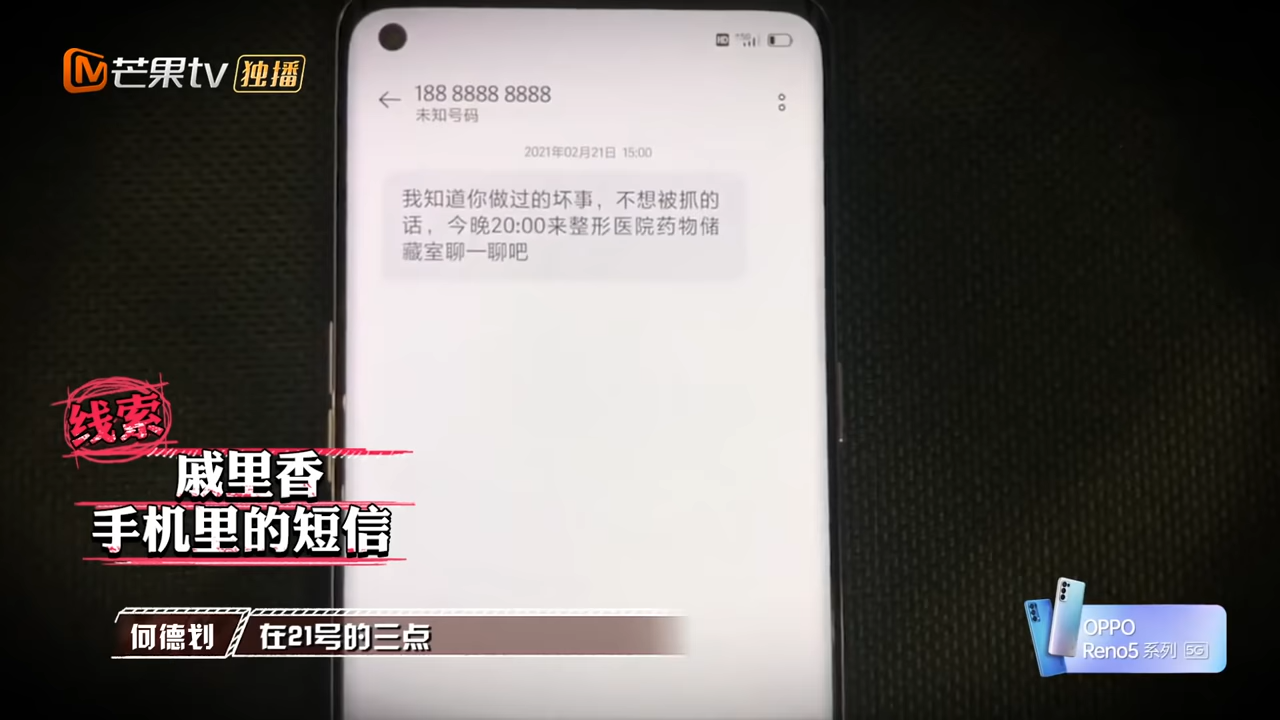 芒果tv 独播
HD 5G
188 8888 8888
未知号码
2021年02月21日 15:00
我知道你做过的坏事，不想被抓的
话，今晚20:00来整形医院药物储
藏室聊一聊吧
线索
戚里香
手机里的短信
何德划 在21号的三点
OPPO
Reno5 系列 5G